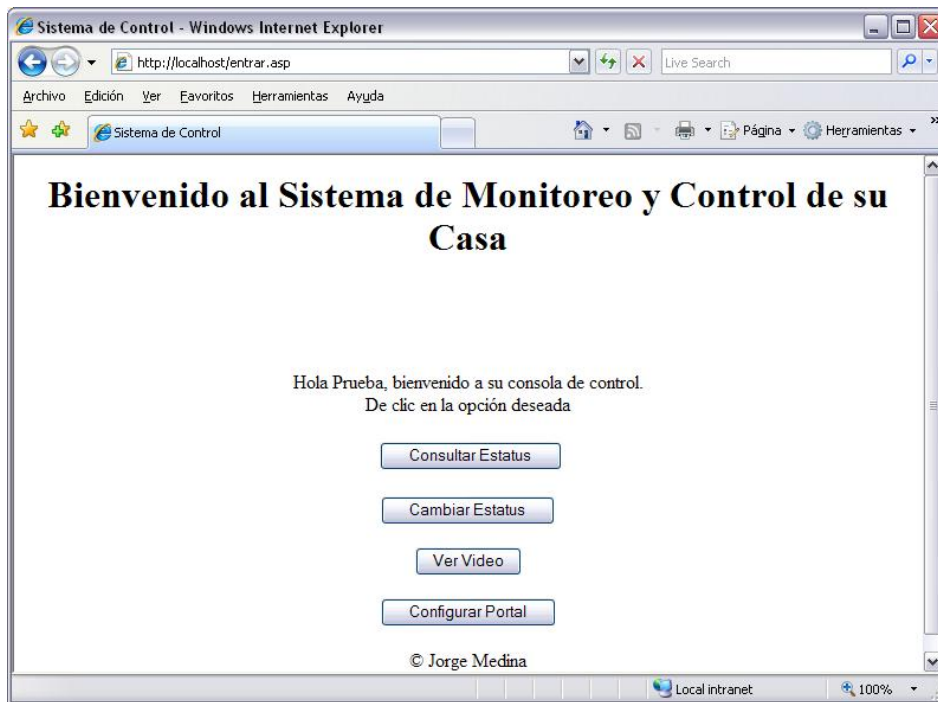 Sistema de Control - Windows Internet Explorer
http://localhost/entrar.asp
Live Search
Archivo Edición Ver Favoritos Herramientas Ayuda
Sistema de Control
Página Herramientas
Bienvenido al Sistema de Monitoreo y Control de su
Casa
Hola Prueba, bienvenido a su consola de control.
De clic en la opción deseada
Consultar Estatus
Cambiar Estatus
Ver Video
Configurar Portal
© Jorge Medina
Local intranet 100%